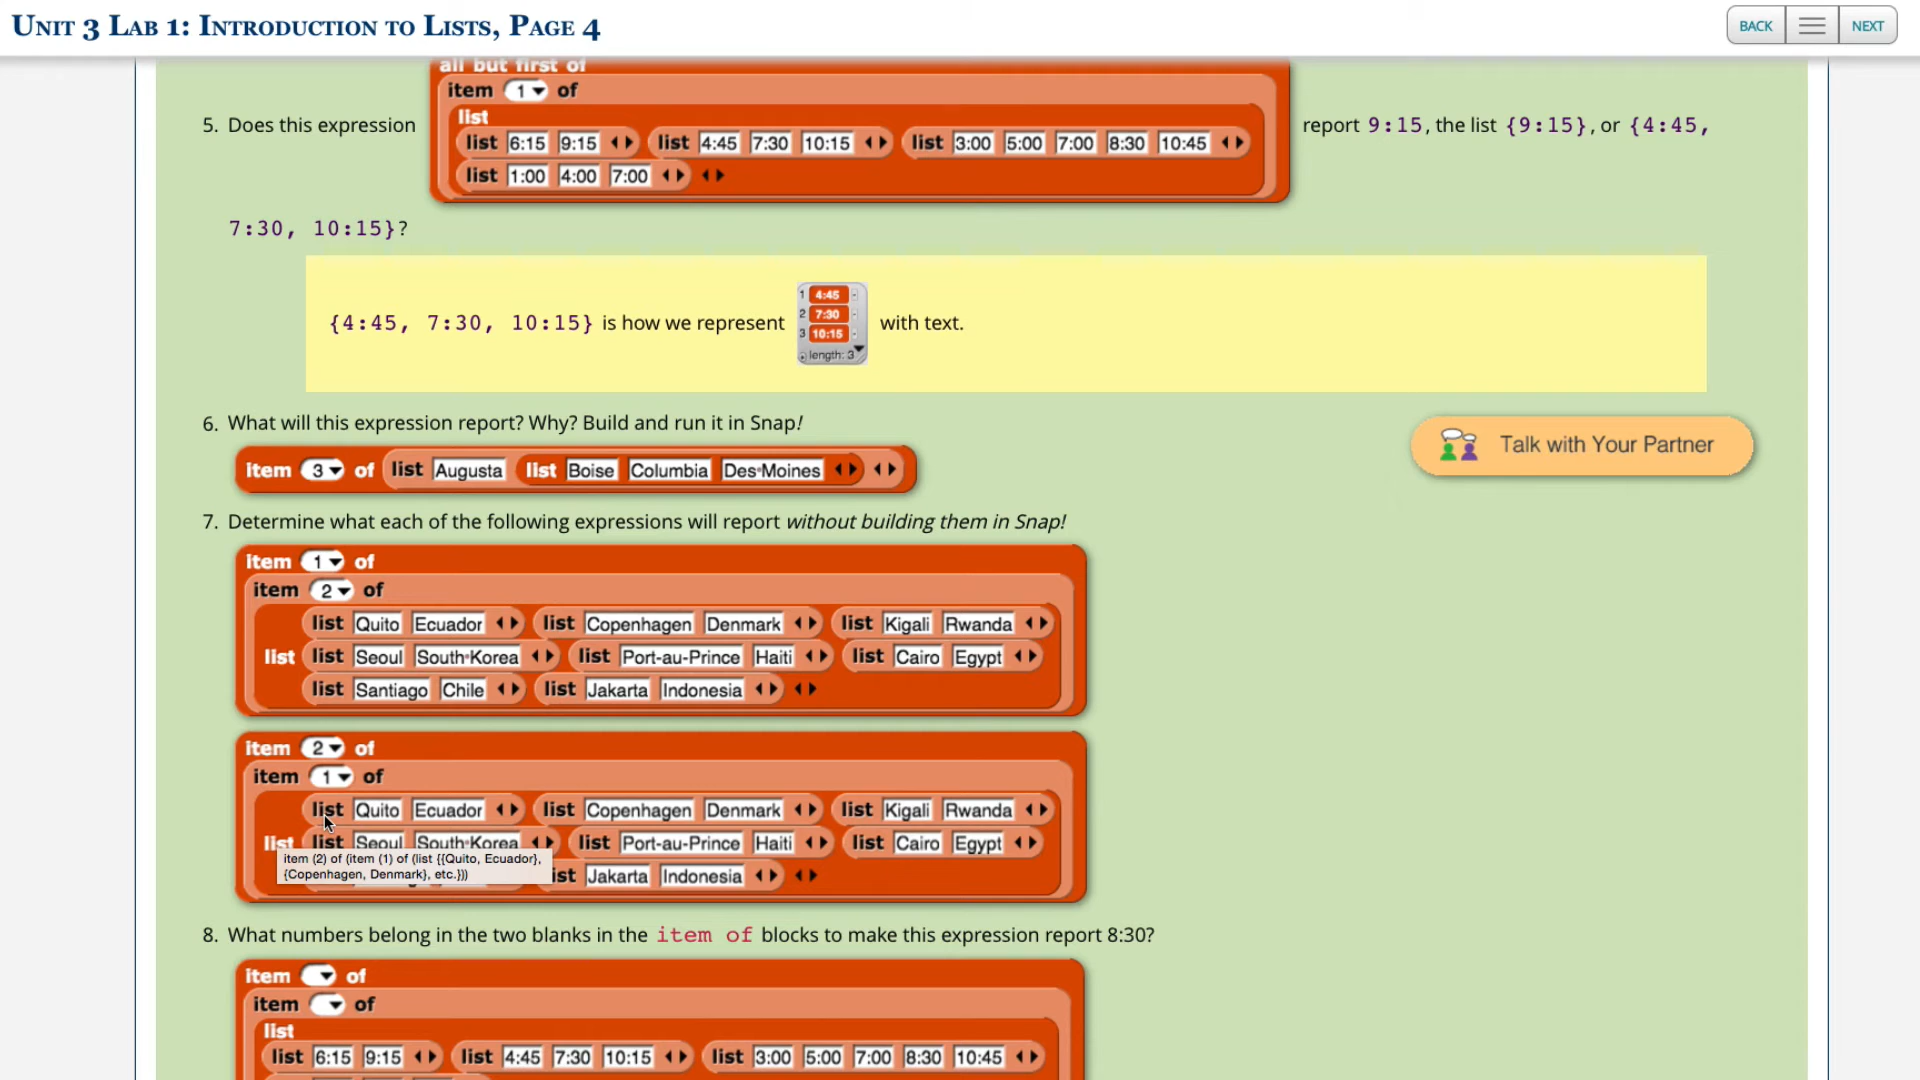 UNIT 3 LAB 1: INTRODUCTION TO LISTS, PAGE 4
BACK NEXT
all but first of
item 1 of
list
5. Does this expression report 9:15, the list {9:15}, or {4:45,
list 6:15 9:15 list 4:45 7:30 10:15 list 3:00 5:00 7:00 8:30 10:45
list 1:00 4:00 7:00
7:30, 10:15}?
{4:45, 7:30, 10:15} is how we represent with text.
1 4:45
2 7:30
3 10:15
length: 3
6. What will this expression report? Why? Build and run it in Snap!
Talk with Your Partner
item 3 of list Augusta list Boise Columbia Des Moines
7. Determine what each of the following expressions will report without building them in Snap!
item 1 of
item 2 of
list Quito Ecuador list Copenhagen Denmark list Kigali Rwanda
list list Seoul South Korea list Port-au-Prince Haiti list Cairo Egypt
list Santiago Chile list Jakarta Indonesia
item 2 of
item 1 of
list Quito Ecuador list Copenhagen Denmark list Kigali Rwanda
list list Seoul South Korea list Port-au-Prince Haiti list Cairo Egypt
item (2) of (item (1) of (list {{Quito, Ecuador},
{Copenhagen, Denmark}, etc.}))
Jakarta Indonesia
8. What numbers belong in the two blanks in the item of blocks to make this expression report 8:30?
item of
item of
list
list 6:15 9:15 list 4:45 7:30 10:15 list 3:00 5:00 7:00 8:30 10:45